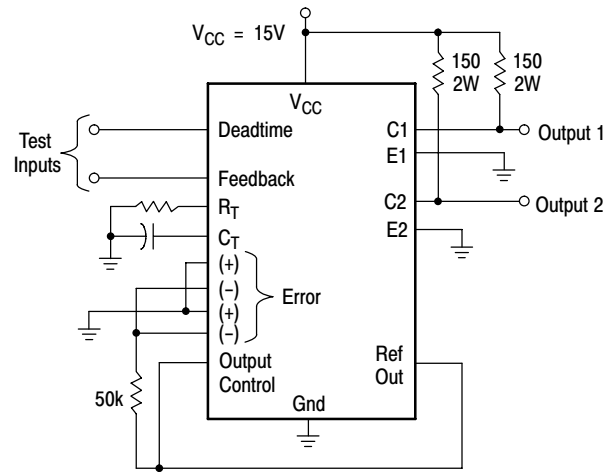 V_CC = 15V
150
2W
150
2W
V_CC
Test
Inputs
Deadtime
Feedback
R_T
C_T
(+)
(−)
(+)
(−)
Error
Output
Control
50k
Gnd
C1
E1
C2
E2
Ref
Out
Output 1
Output 2